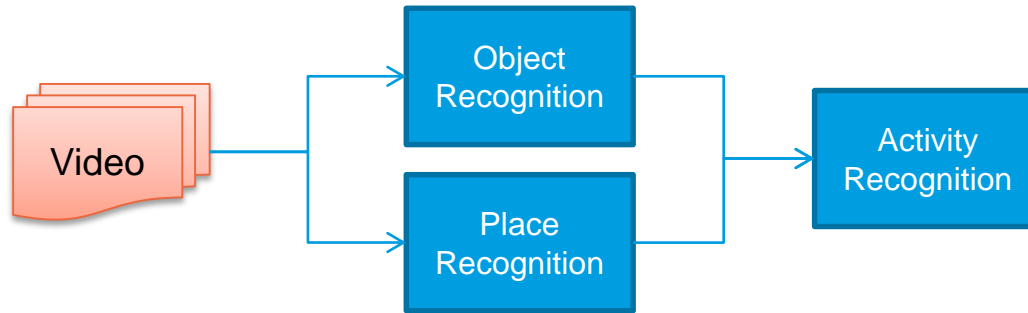 Video
Object
Recognition
Place
Recognition
Activity
Recognition